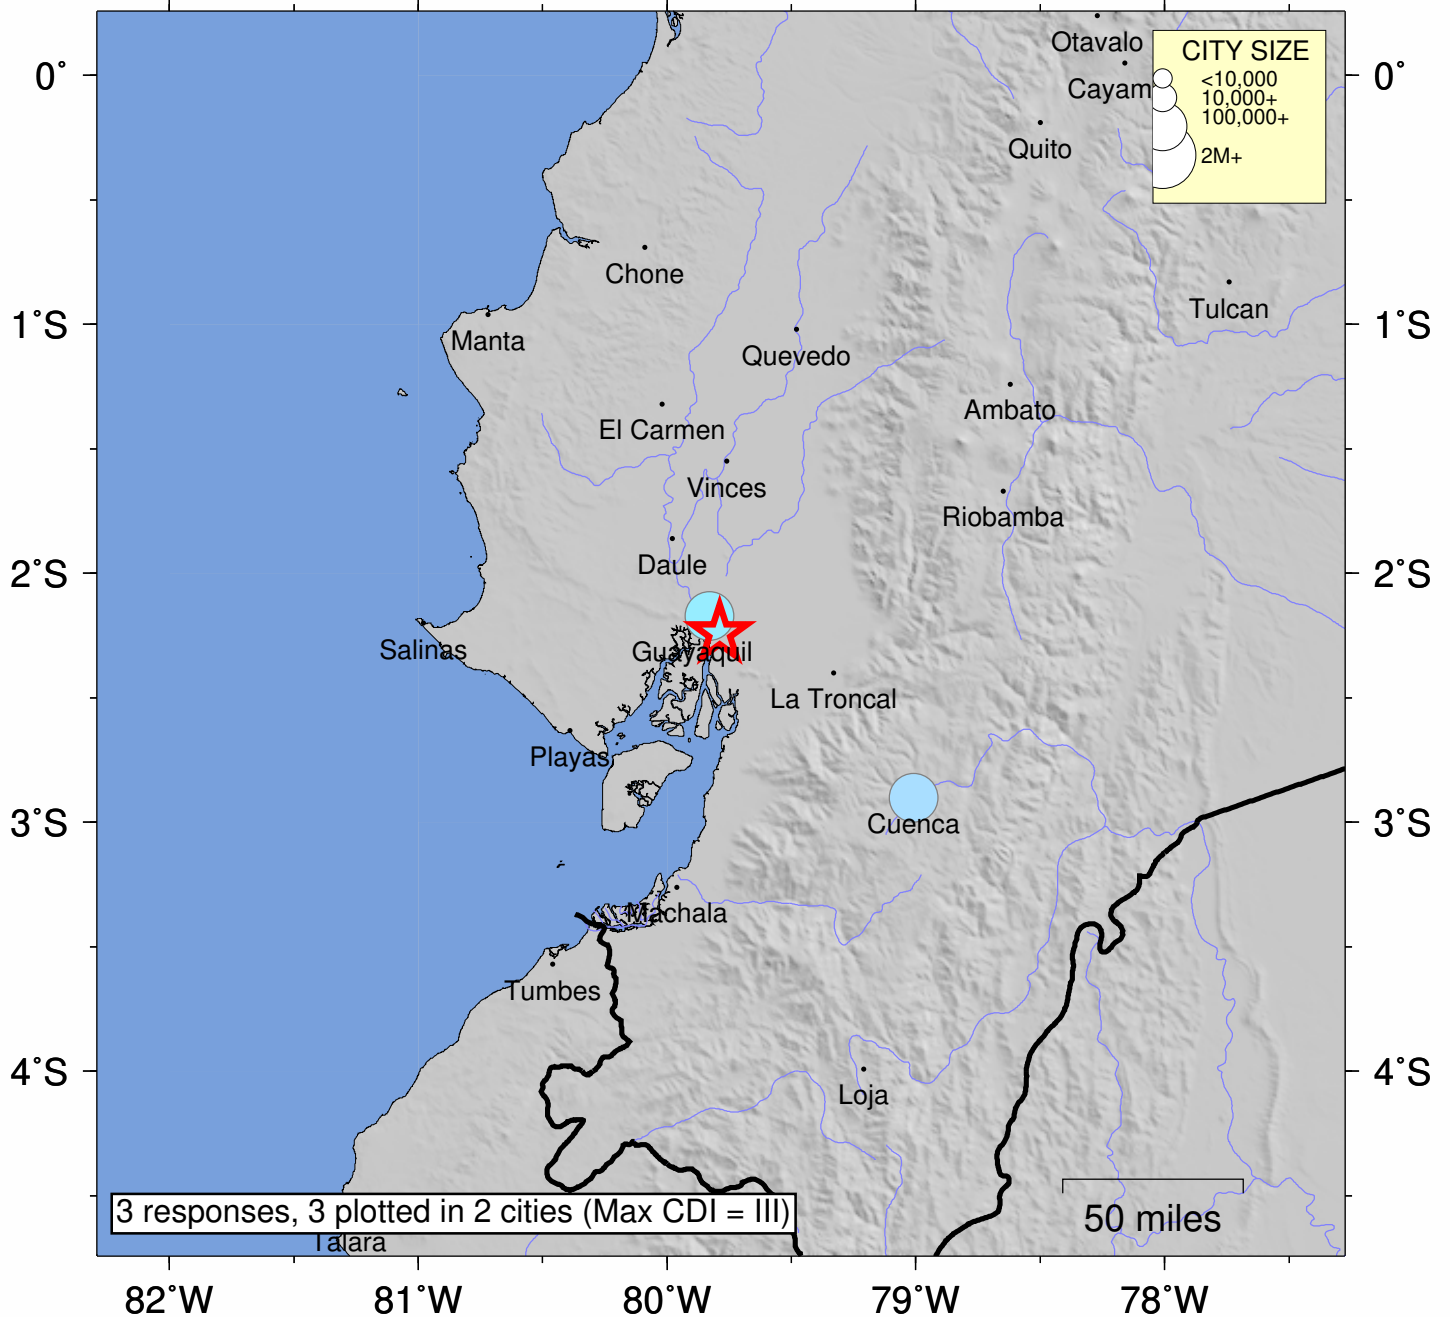 Otavalo
CITY SIZE
<10,000
10,000+
100,000+
2M+
0°
0°
Cayam
Quito
Chone
Tulcan
1°S
1°S
Manta
Quevedo
Ambato
El Carmen
Vinces
Riobamba
Daule
2°S
2°S
Salinas
Guayaquil
La Troncal
Playas
3°S
3°S
Cuenca
Machala
Tumbes
4°S
4°S
Loja
3 responses, 3 plotted in 2 cities (Max CDI = III)
50 miles
Talara
82°W
81°W
80°W
79°W
78°W